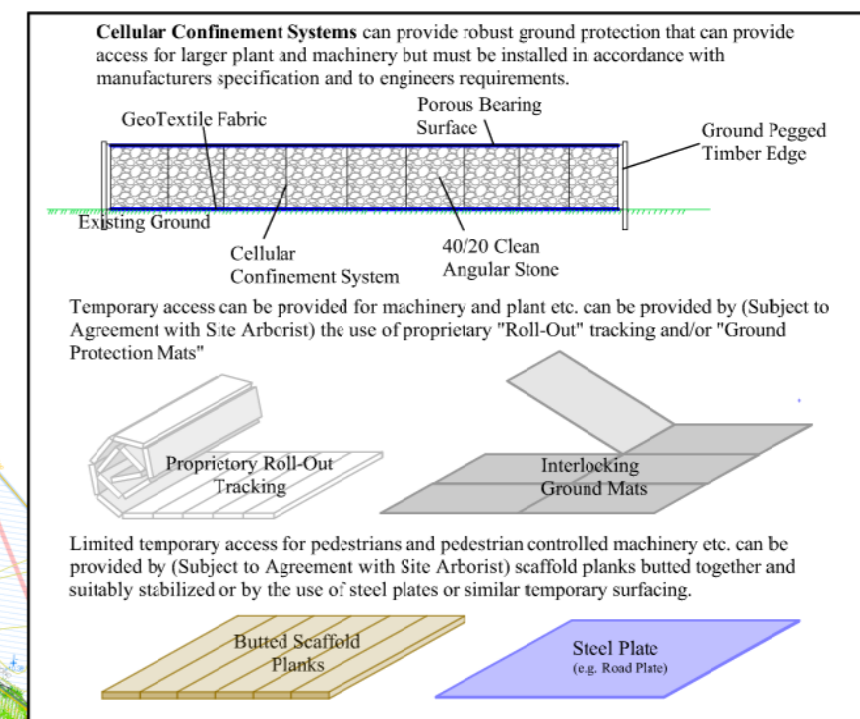 Cellular Confinement Systems can provide robust ground protection that can provide
access for larger plant and machinery but must be installed in accordance with
manufacturers specification and to engineers requirements.
GeoTextile Fabric
Porous Bearing
Surface
Ground Pegged
Timber Edge
Existing Ground
Cellular
Confinement System
40/20 Clean
Angular Stone
Temporary access can be provided for machinery and plant etc. can be provided by (Subject to
Agreement with Site Arborist) the use of proprietary "Roll-Out" tracking and/or "Ground
Protection Mats"
Proprietory Roll-Out
Tracking
Interlocking
Ground Mats
Limited temporary access for pedestrians and pedestrian controlled machinery etc. can be
provided by (Subject to Agreement with Site Arborist) scaffold planks butted together and
suitably stabilized or by the use of steel plates or similar temporary surfacing.
Butted Scaffold
Planks
Steel Plate
(e.g. Road Plate)